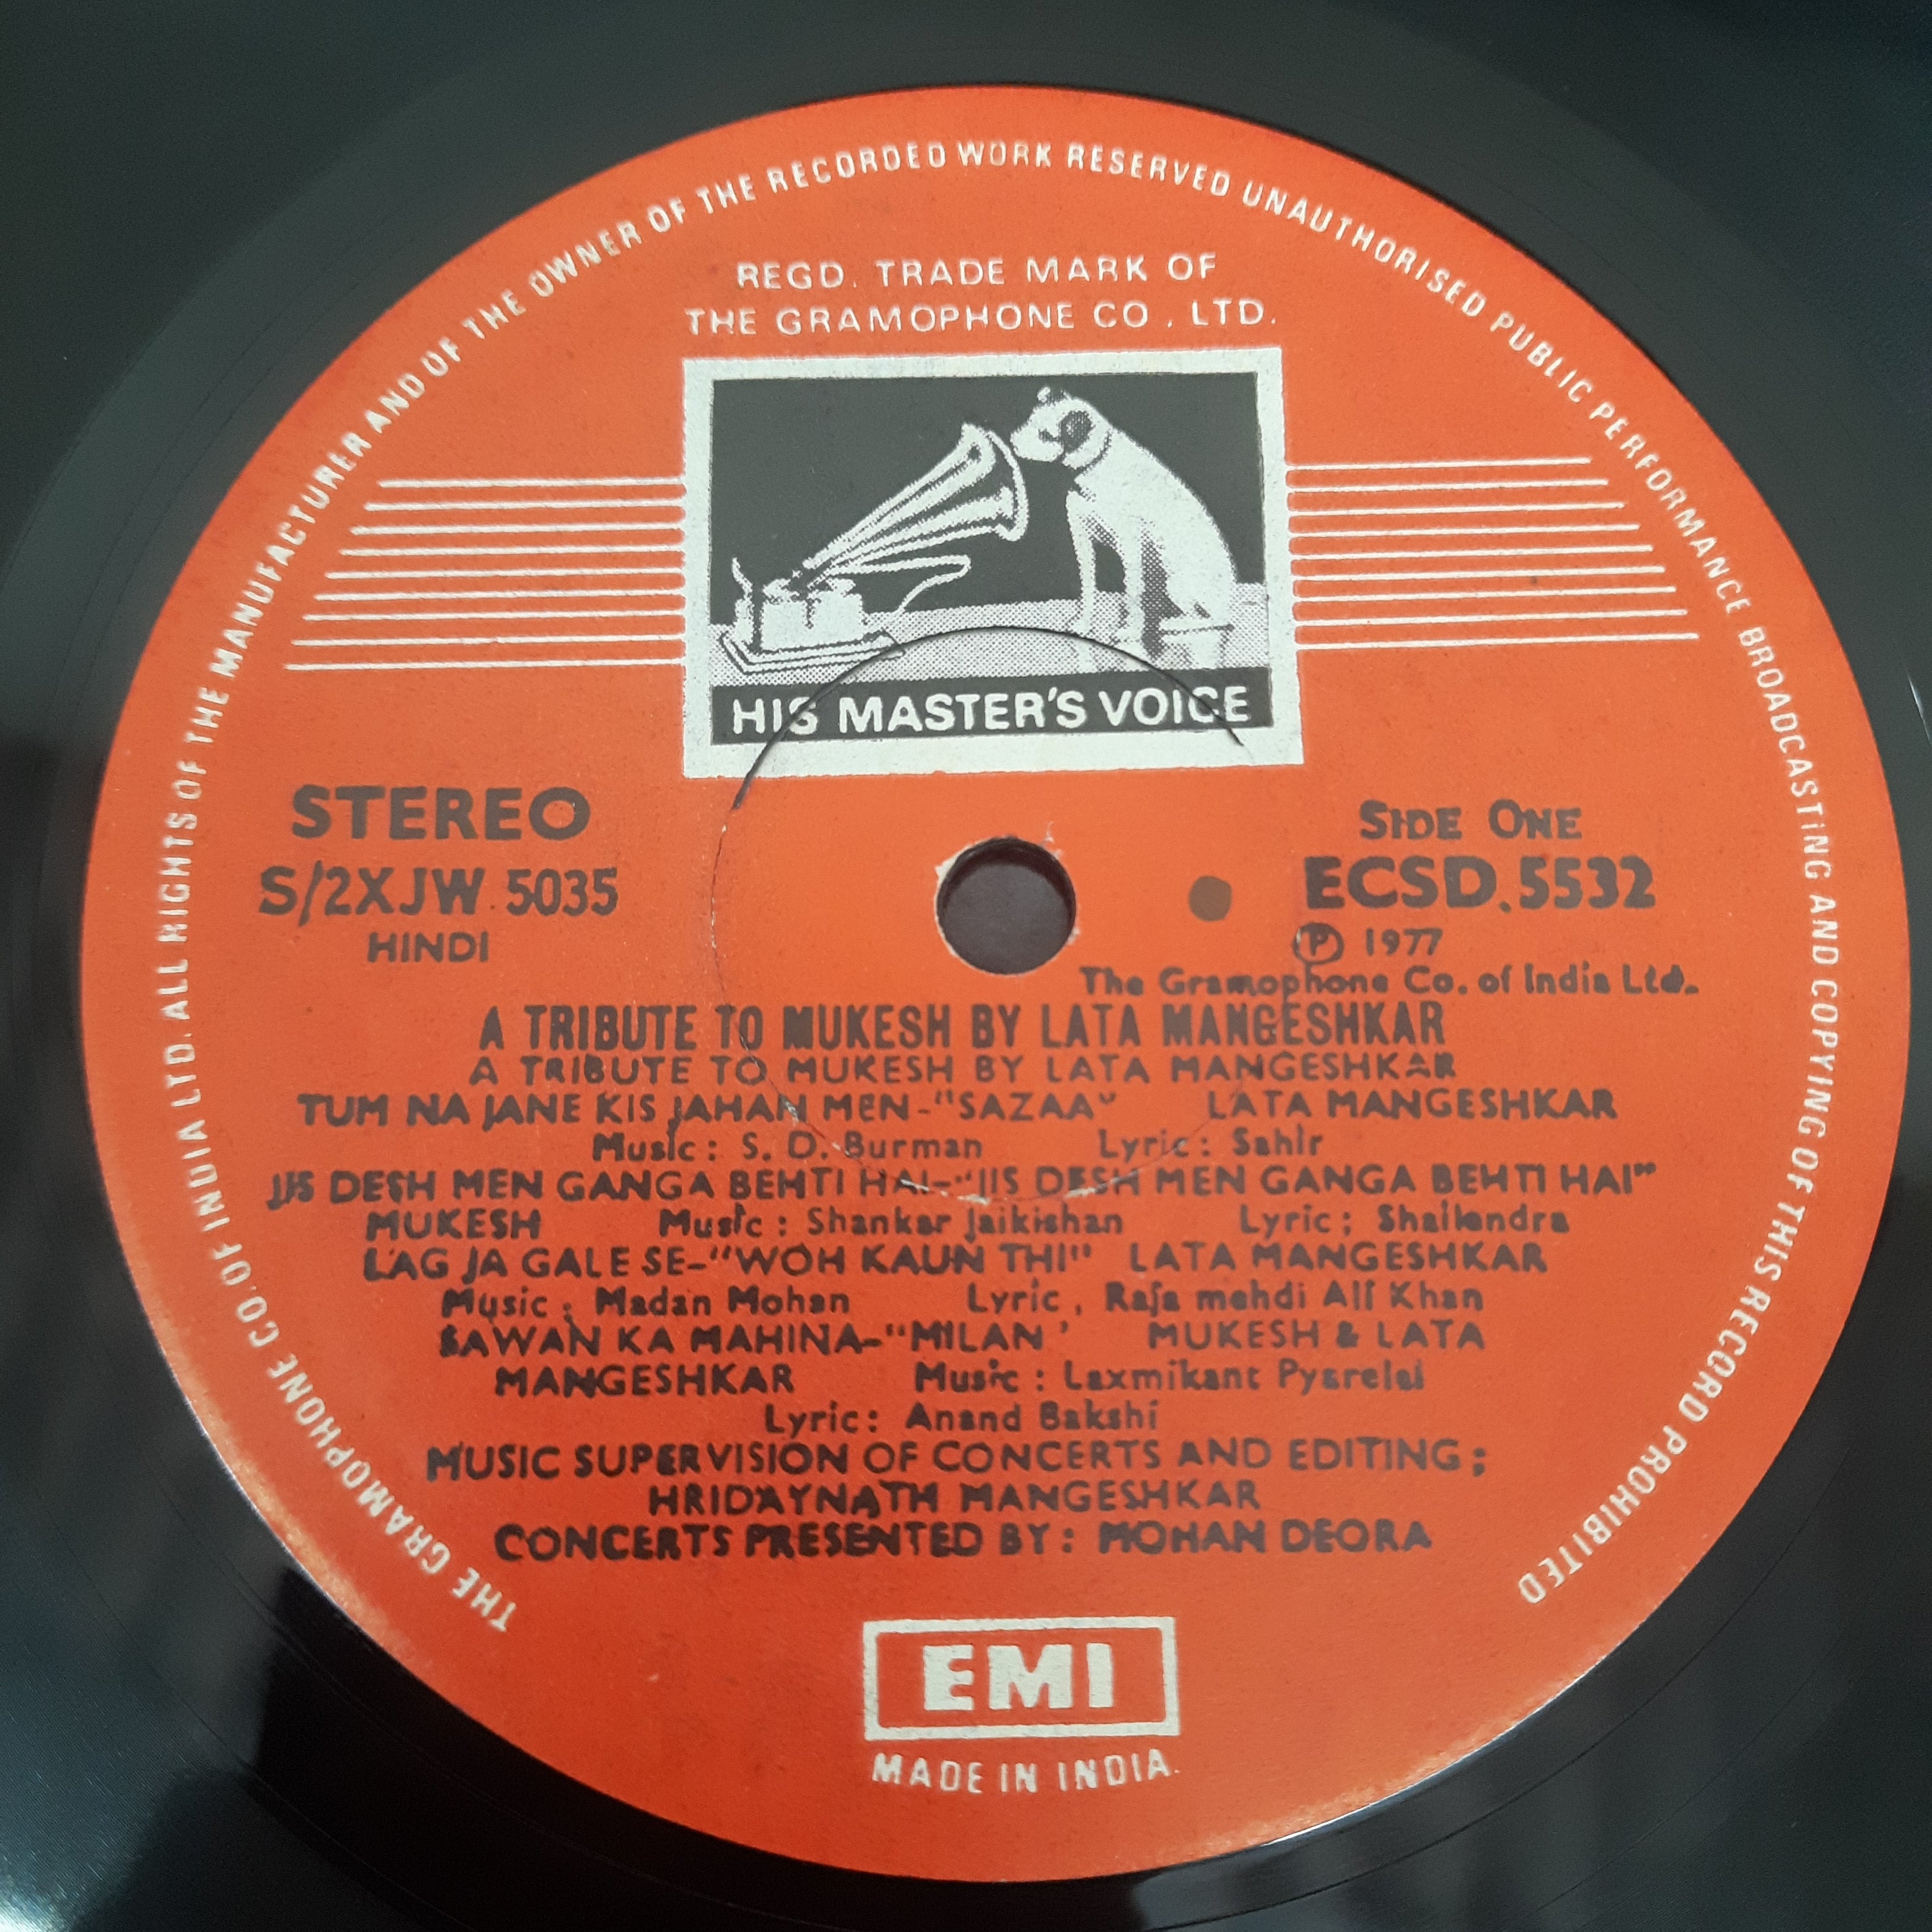 THE GRAMOPHONE CO. OF INDIA LTD. ALL RIGHTS OF THE MANUFACTURER AND OF THE OWNER OF THE RECORDED WORK RESERVED UNAUTHORISED PUBLIC PERFORMANCE BROADCASTING AND COPYING OF THIS RECORD PROHIBITED
REGD. TRADE MARK OF
THE GRAMOPHONE CO. LTD.
HIS MASTER'S VOICE
STEREO
S/2XJW 5035
HINDI
SIDE ONE
ECSD.5532
Ⓟ 1977
The Gramophone Co. of India Ltd.
A TRIBUTE TO MUKESH BY LATA MANGESHKAR
A TRIBUTE TO MUKESH BY LATA MANGESHKAR
TUM NA JANE KIS JAHAN MEN-"SAZAA" LATA MANGESHKAR
Music: S. D. Burman Lyric: Sahir
JIS DESH MEN GANGA BEHTI HAI-"JIS DESH MEN GANGA BEHTI HAI"
MUKESH Music: Shankar Jaikishan Lyric; Shailendra
LAG JA GALE SE-"WOH KAUN THI" LATA MANGESHKAR
Music; Madan Mohan Lyric, Raja mehdi Ali Khan
SAWAN KA MAHINA-"MILAN' MUKESH & LATA
MANGESHKAR Music: Laxmikant Pyarelal
Lyric: Anand Bakshi
MUSIC SUPERVISION OF CONCERTS AND EDITING;
HRIDAYNATH MANGESHKAR
CONCERTS PRESENTED BY: MOHAN DEORA
EMI
MADE IN INDIA.